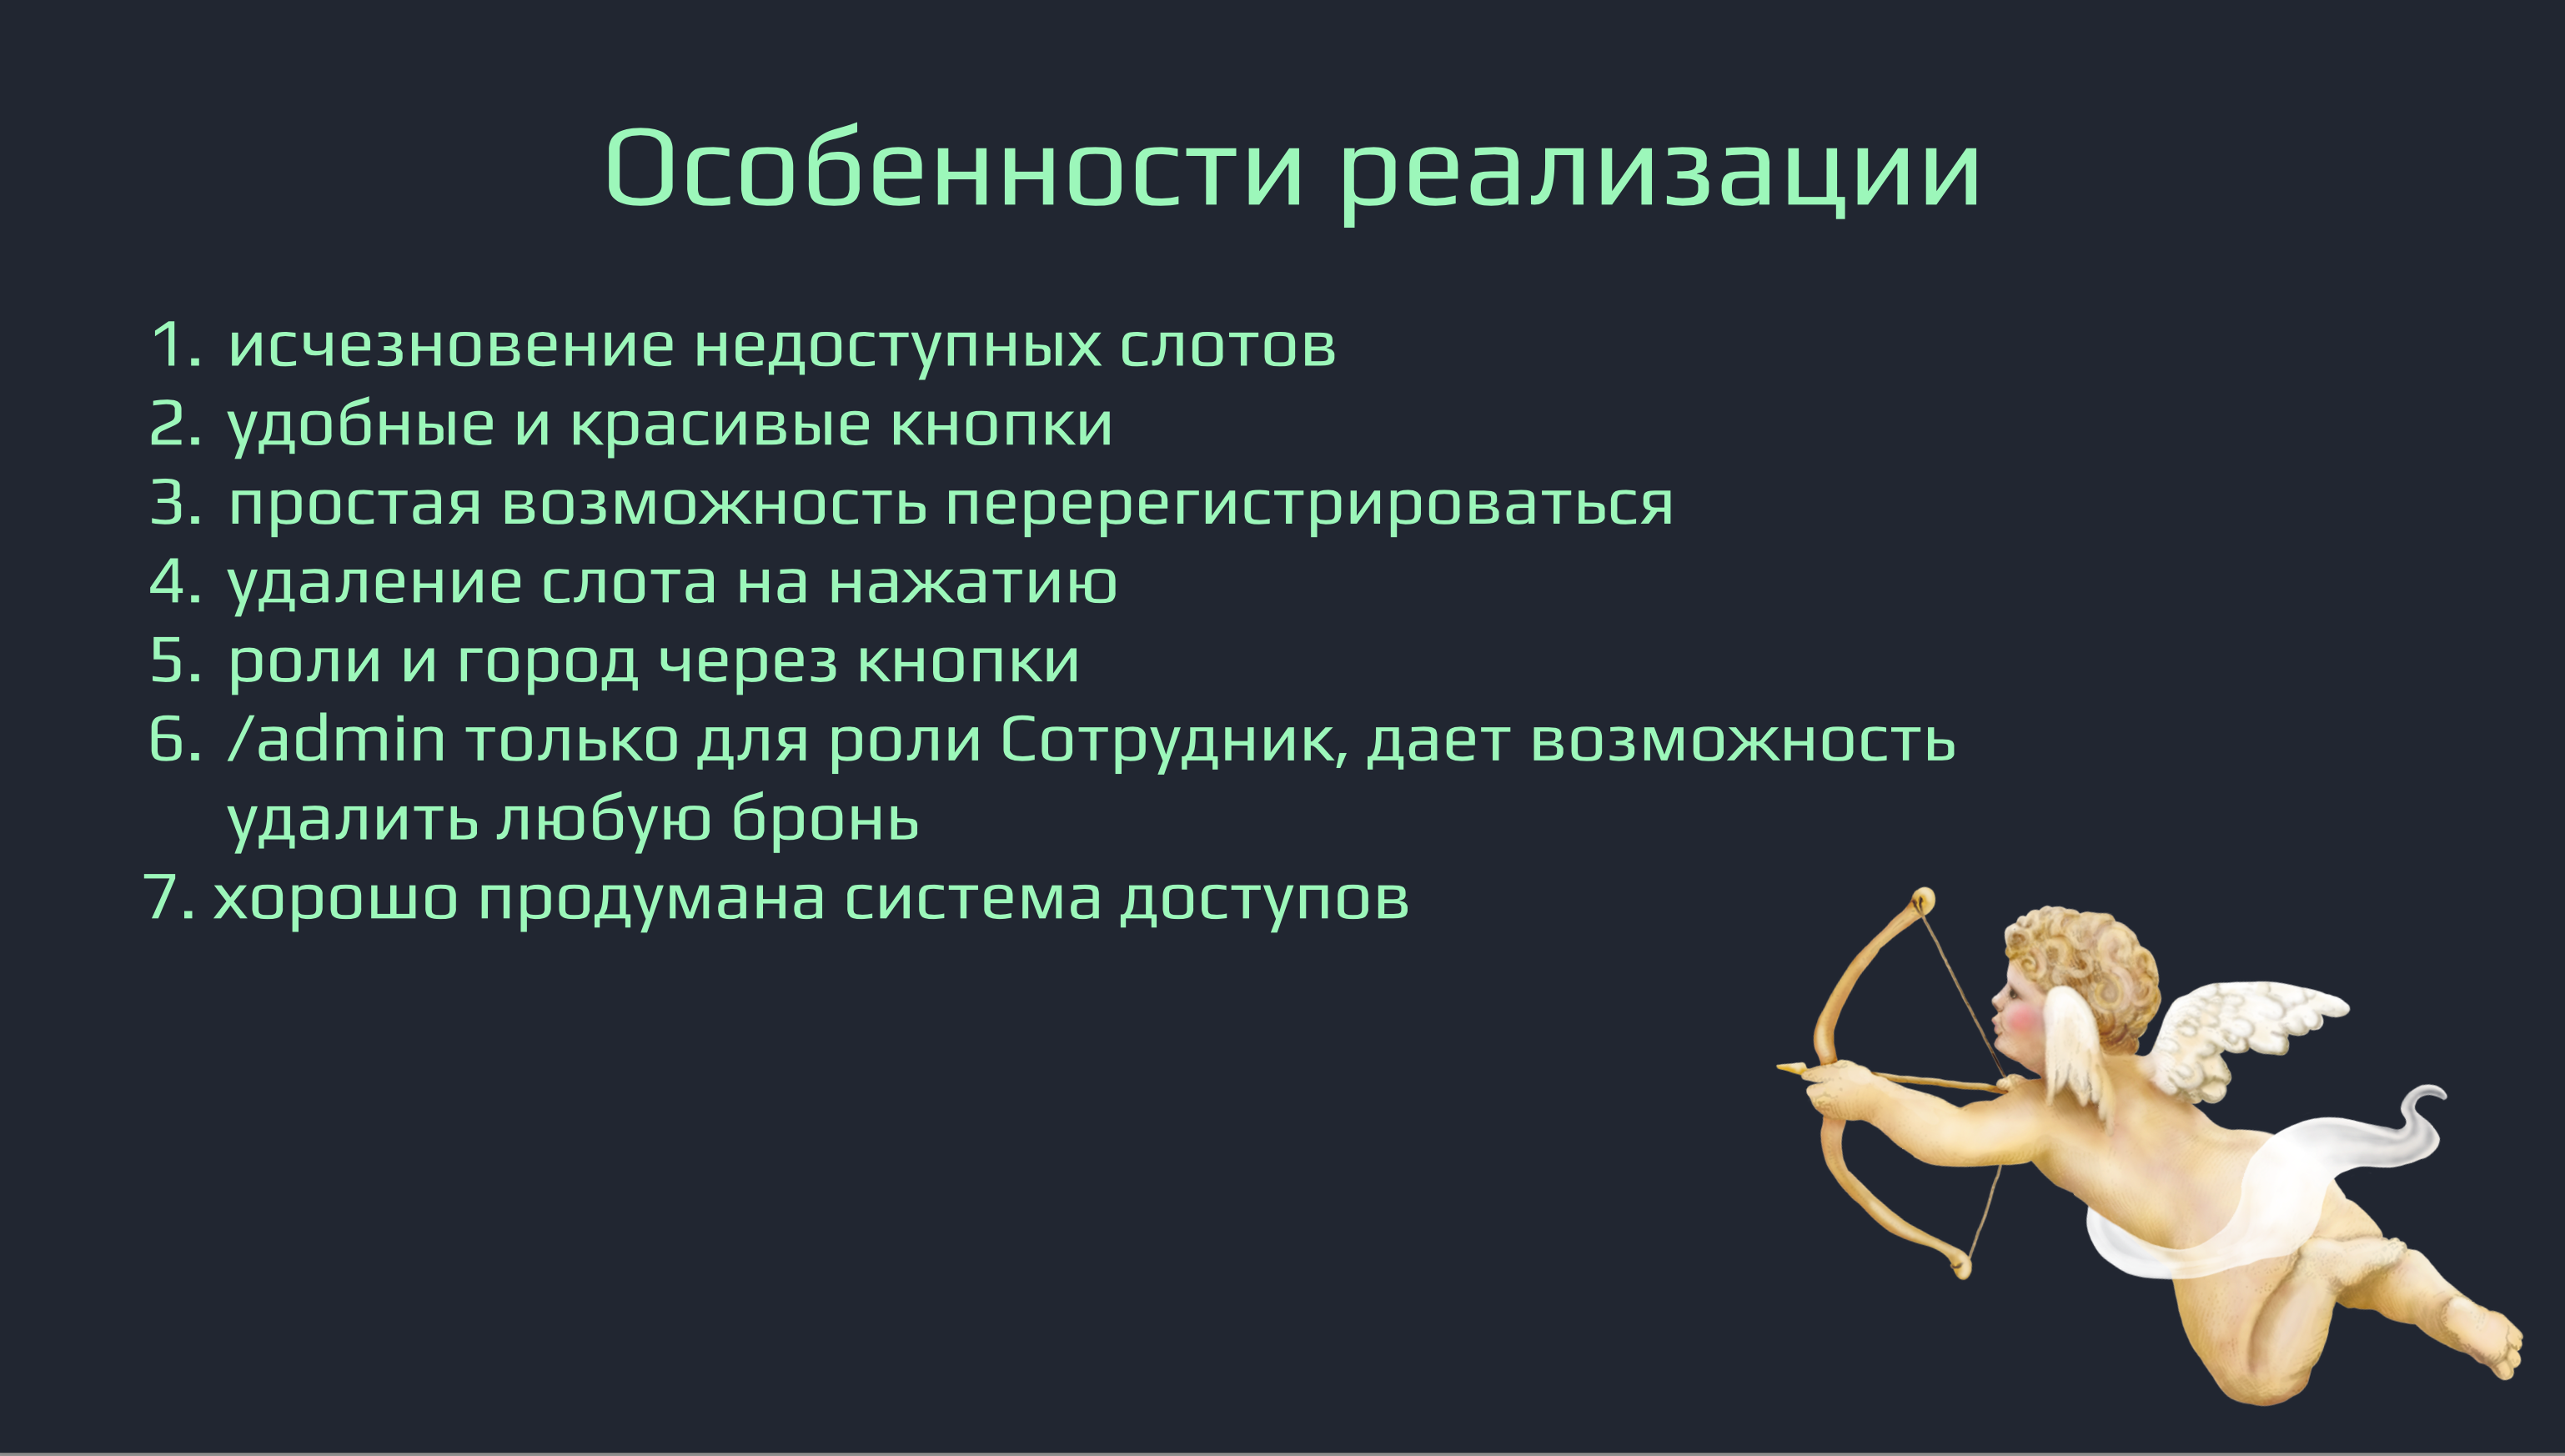 Особенности реализации
1. исчезновение недоступных слотов
2. удобные и красивые кнопки
3. простая возможность перерегистрироваться
4. удаление слота на нажатию
5. роли и город через кнопки
6. /admin только для роли Сотрудник, дает возможность
удалить любую бронь
7. хорошо продумана система доступов